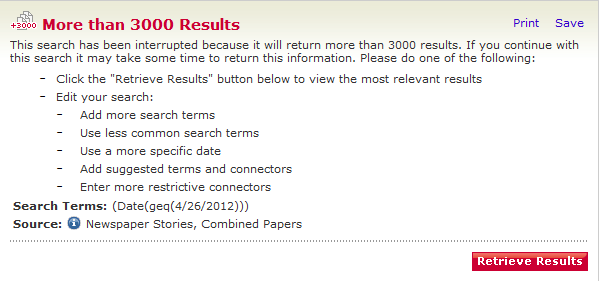 +3000 More than 3000 Results Print Save
This search has been interrupted because it will return more than 3000 results. If you continue with
this search it may take some time to return this information. Please do one of the following:
- Click the "Retrieve Results" button below to view the most relevant results
- Edit your search:
- Add more search terms
- Use less common search terms
- Use a more specific date
- Add suggested terms and connectors
- Enter more restrictive connectors
Search Terms: (Date(geq(4/26/2012)))
Source: i Newspaper Stories, Combined Papers
Retrieve Results